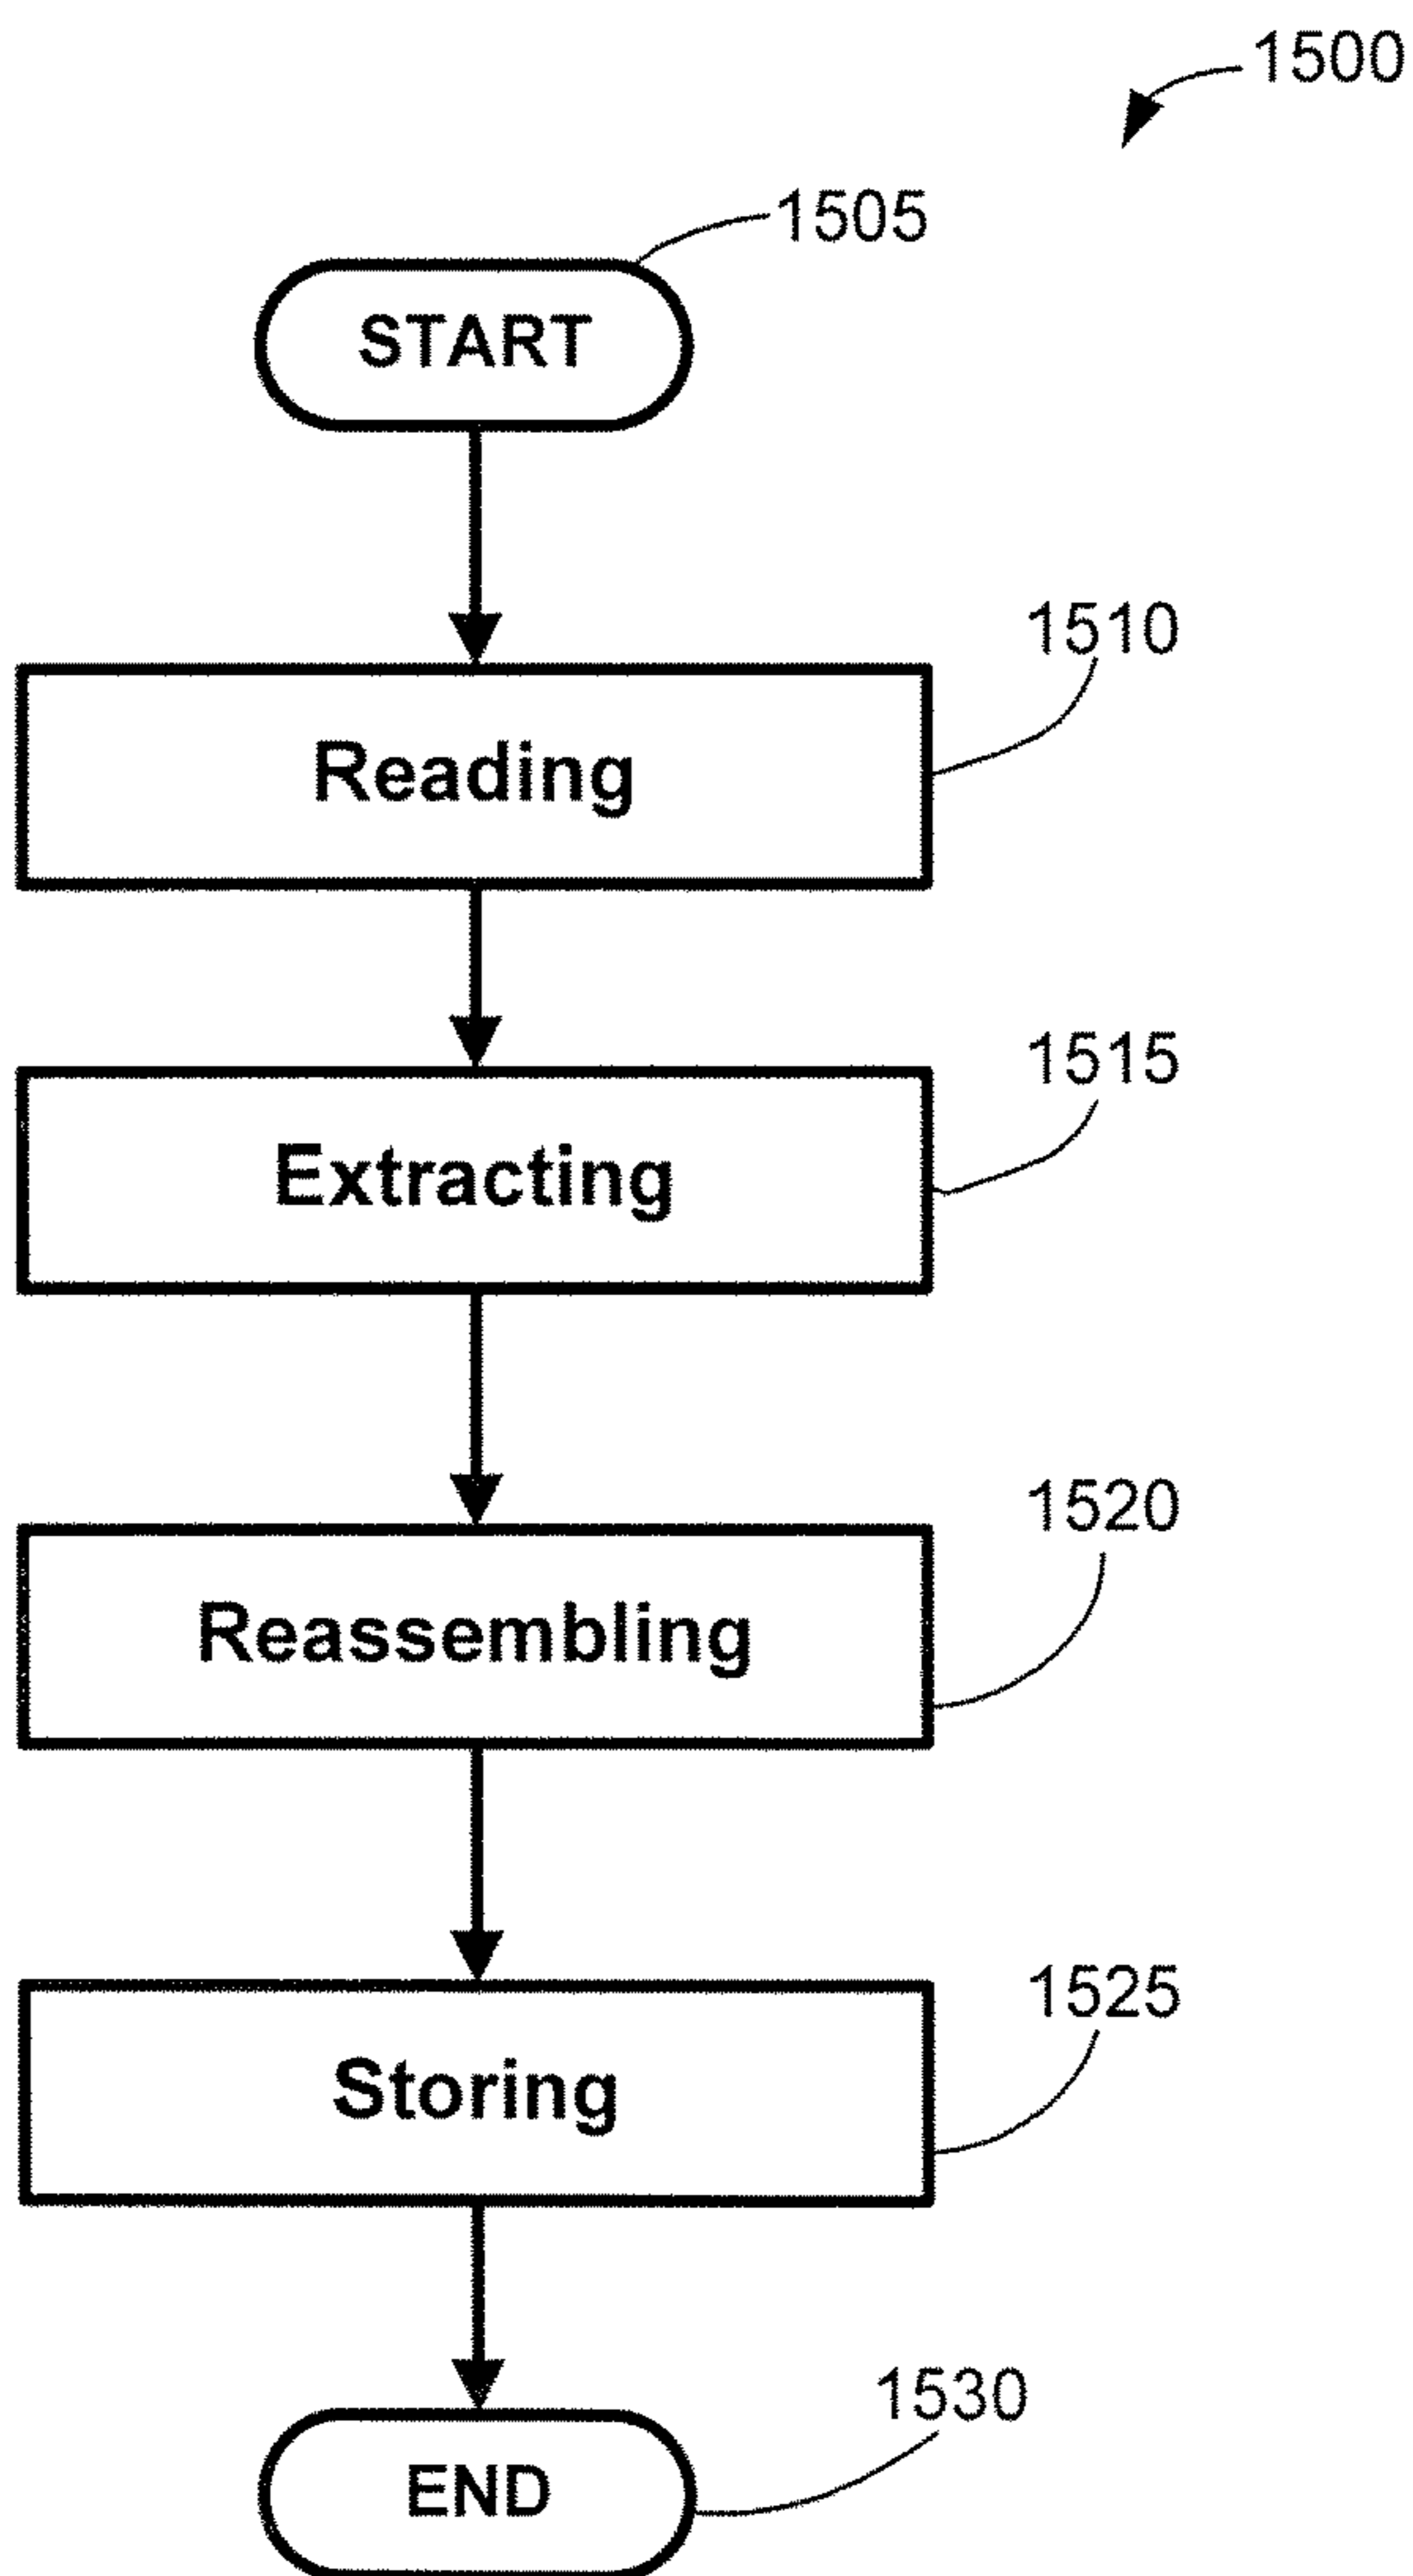 1500
1505
START
1510
Reading
1515
Extracting
1520
Reassembling
1525
Storing
1530
END